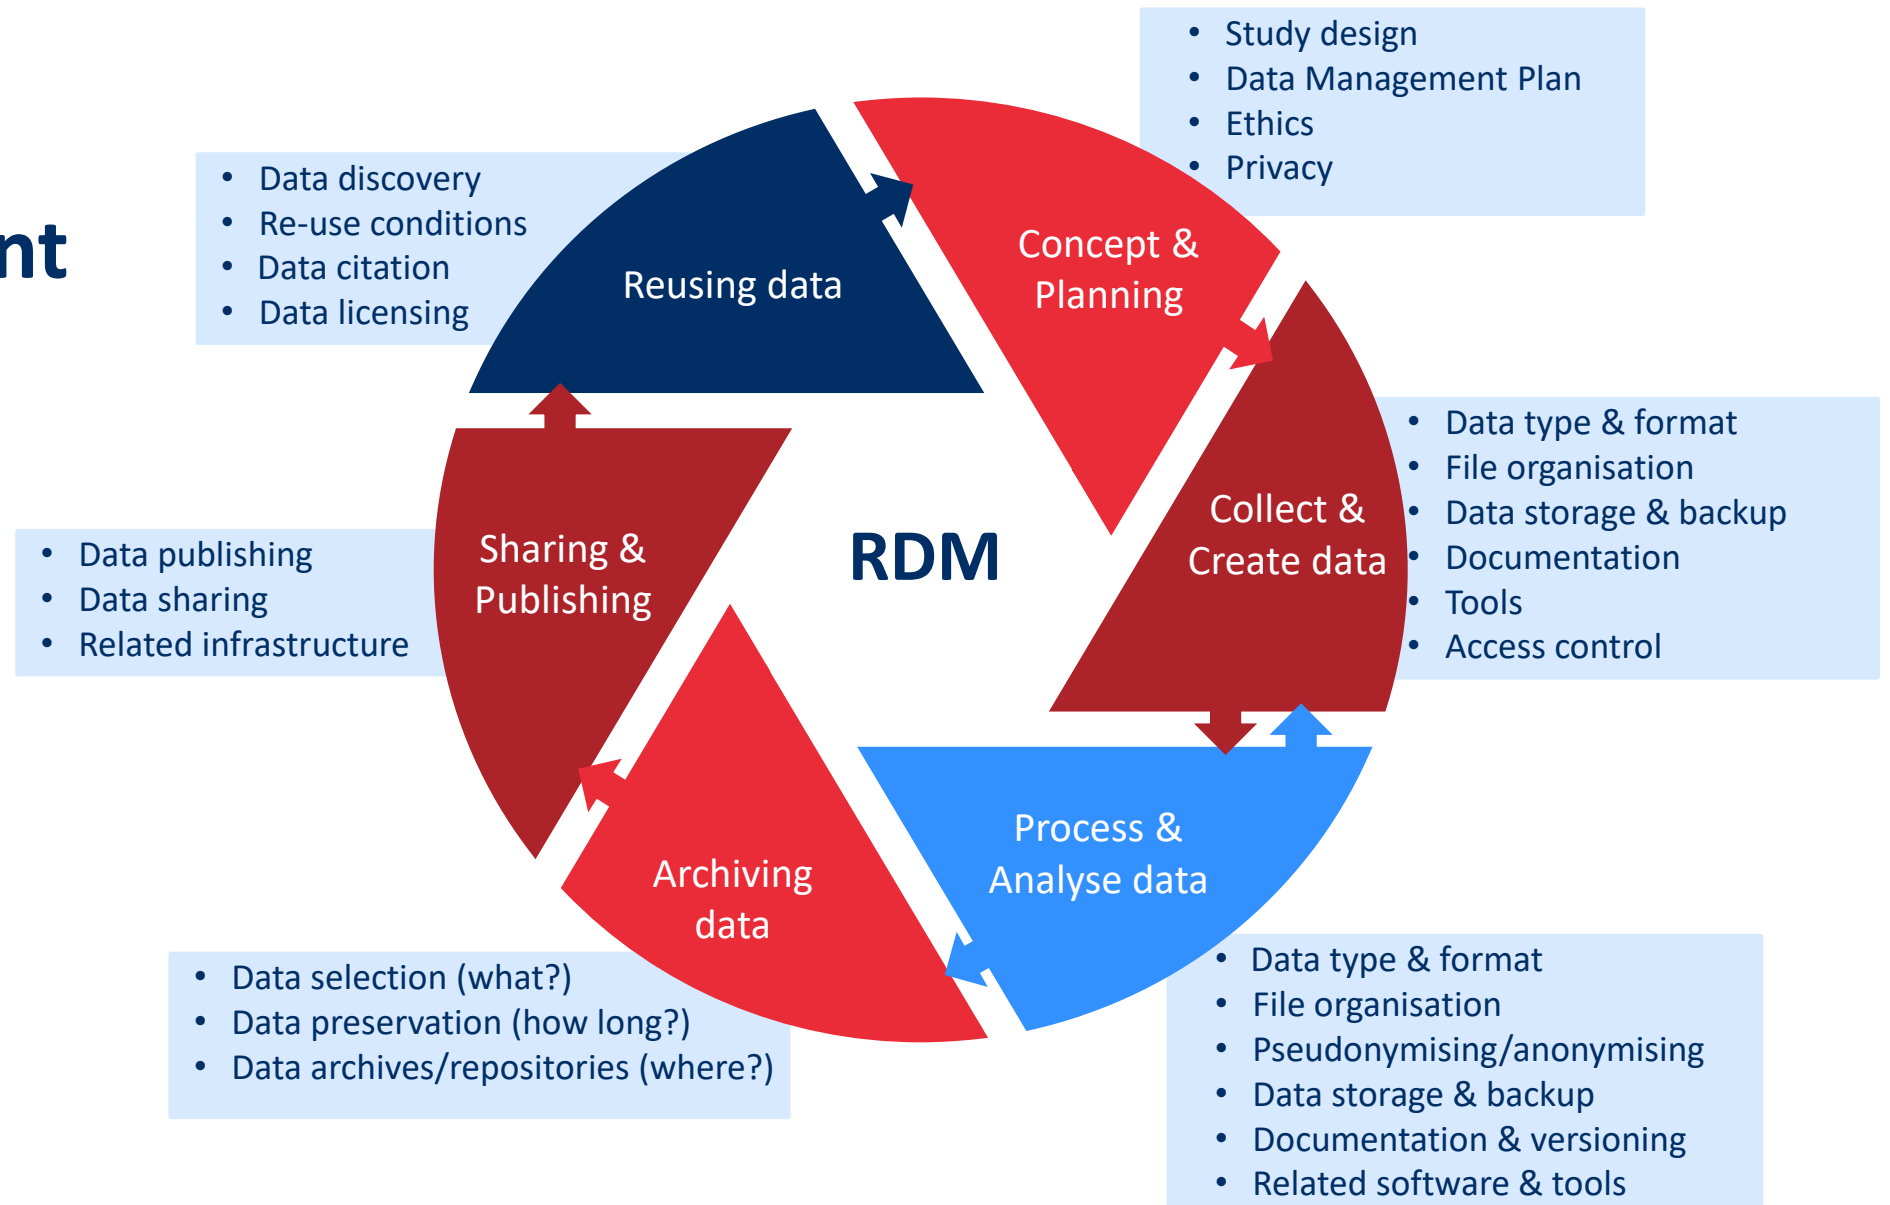 nt
• Study design
• Data Management Plan
• Ethics
• Privacy
Concept &
Planning
• Data type & format
• File organisation
• Data storage & backup
• Documentation
• Tools
• Access control
Collect &
Create data
Process &
Analyse data
• Data type & format
• File organisation
• Pseudonymising/anonymising
• Data storage & backup
• Documentation & versioning
• Related software & tools
Archiving
data
• Data selection (what?)
• Data preservation (how long?)
• Data archives/repositories (where?)
Sharing &
Publishing
• Data publishing
• Data sharing
• Related infrastructure
Reusing data
• Data discovery
• Re-use conditions
• Data citation
• Data licensing
RDM